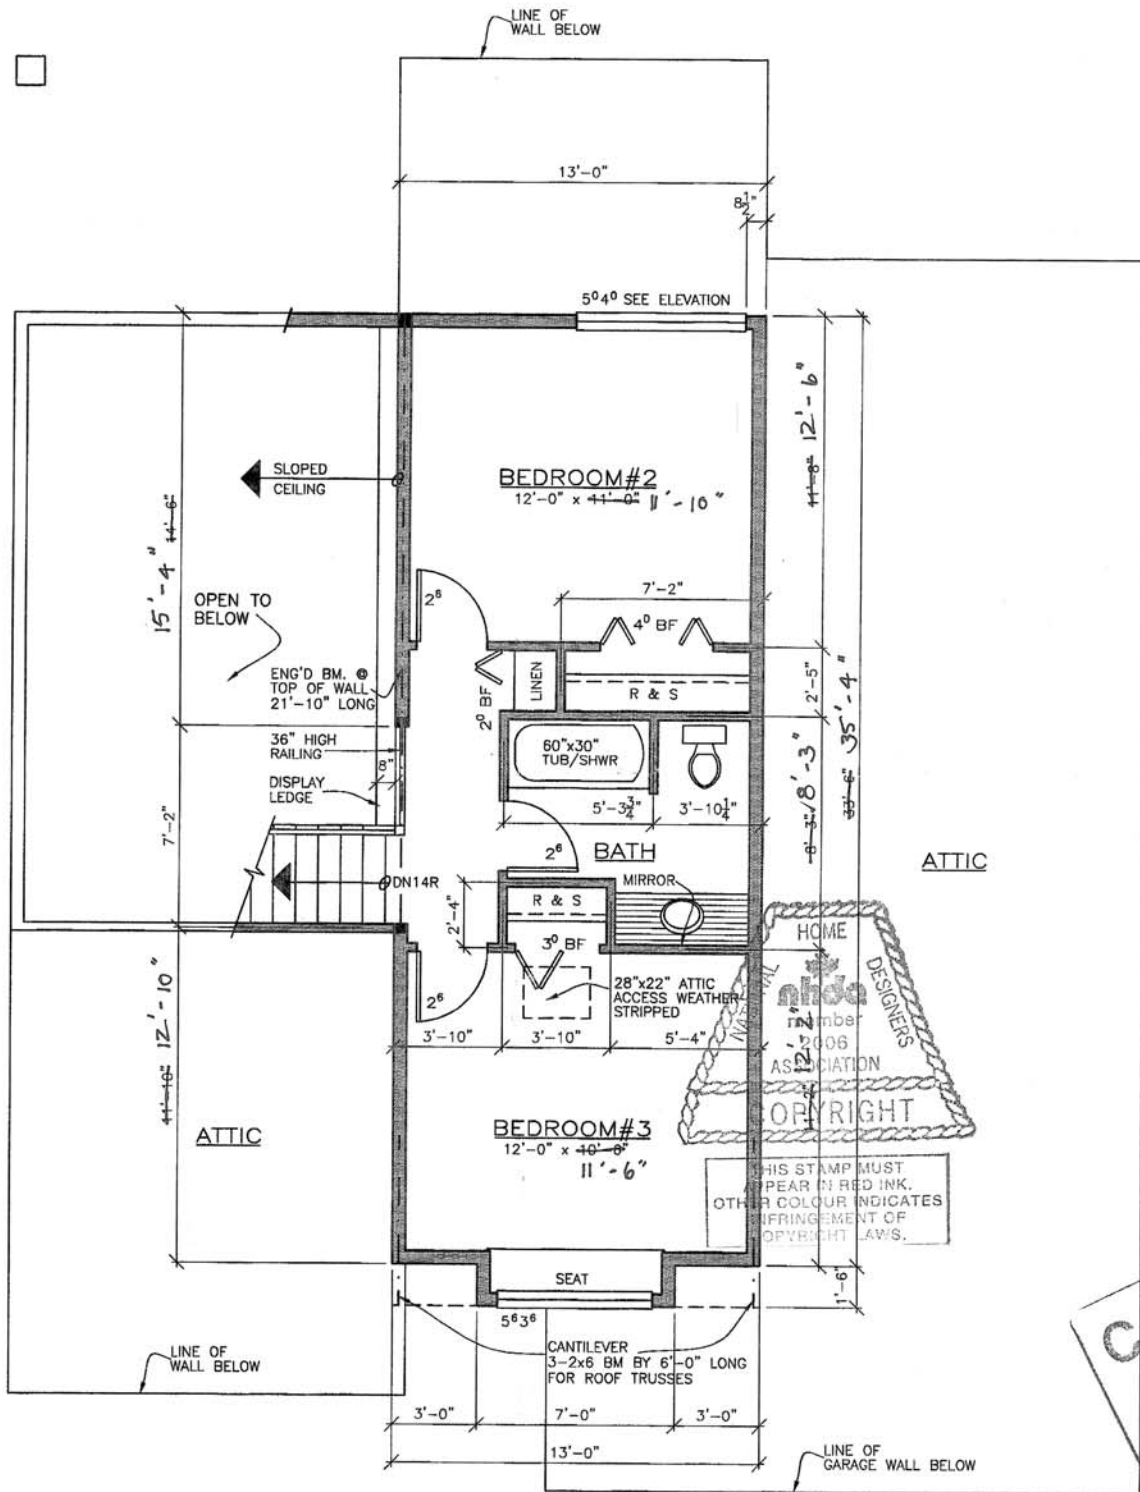 LINE OF
WALL BELOW
13'-0"
8½"
5⁰4⁰ SEE ELEVATION
SLOPED
CEILING
BEDROOM#2
12'-0" x 11'-0" 11'-10"
11'-8" 12'-6"
15'-4" 14'-6"
OPEN TO
BELOW
2⁶
7'-2"
4⁰ BF
ENG'D BM. @
TOP OF WALL
21'-10" LONG
2⁰ BF
LINEN
R & S
2'-5"
33'-6" 35'-4"
36" HIGH
RAILING
8"
60"x30"
TUB/SHWR
DISPLAY
LEDGE
5'-3¾"
3'-10¼"
8'-3" 8'-3"
7'-2"
2⁶
BATH
ATTIC
DN14R
MIRROR
2'-4"
R & S
3⁰ BF
2⁶
28"x22" ATTIC
ACCESS WEATHER-
STRIPPED
3'-10"
3'-10"
5'-4"
11'-10" 12'-10"
11'-2" 12'-2"
NATIONAL
HOME
DESIGNERS
nhda
member
2006
ASSOCIATION
COPYRIGHT
ATTIC
BEDROOM#3
12'-0" x 10'-8"
11'-6"
THIS STAMP MUST
APPEAR IN RED INK.
OTHER COLOUR INDICATES
INFRINGEMENT OF
COPYRIGHT LAWS.
SEAT
5⁶3⁶
1'-6"
CANTILEVER
3-2x6 BM BY 6'-0" LONG
FOR ROOF TRUSSES
LINE OF
WALL BELOW
3'-0"
7'-0"
3'-0"
13'-0"
LINE OF
GARAGE WALL BELOW